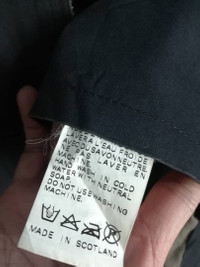 LAVER A L'EAU FROIDE
AVEC DU SAVON NEUTRE.
NE PAS LAVER EN
MACHINE.
HAND WASH IN COLD
WATER WITH NEUTRAL
SOAP.
DO NOT USE WASHING
MACHINE.
MADE IN SCOTLAND